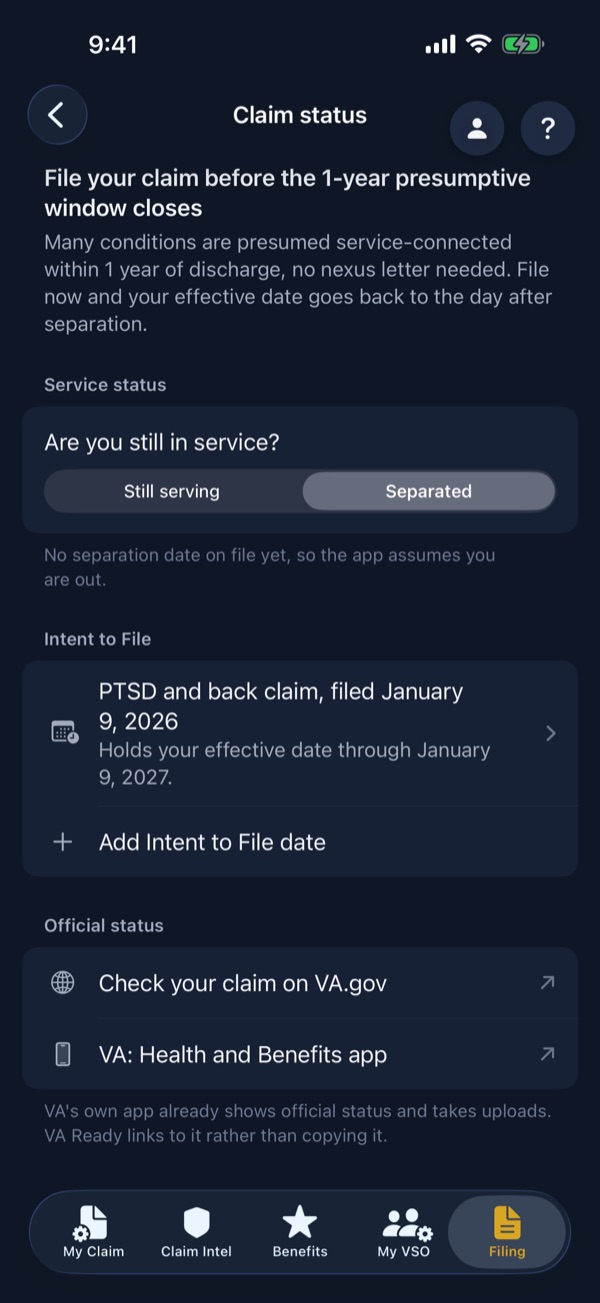 9:41
Claim status
?
File your claim before the 1-year presumptive
window closes
Many conditions are presumed service-connected
within 1 year of discharge, no nexus letter needed. File
now and your effective date goes back to the day after
separation.
Service status
Are you still in service?
Still serving
Separated
No separation date on file yet, so the app assumes you
are out.
Intent to File
PTSD and back claim, filed January
9, 2026
Holds your effective date through January
9, 2027.
Add Intent to File date
Official status
Check your claim on VA.gov
VA: Health and Benefits app
VA's own app already shows official status and takes uploads.
VA Ready links to it rather than copying it.
My Claim
Claim Intel
Benefits
My VSO
Filing